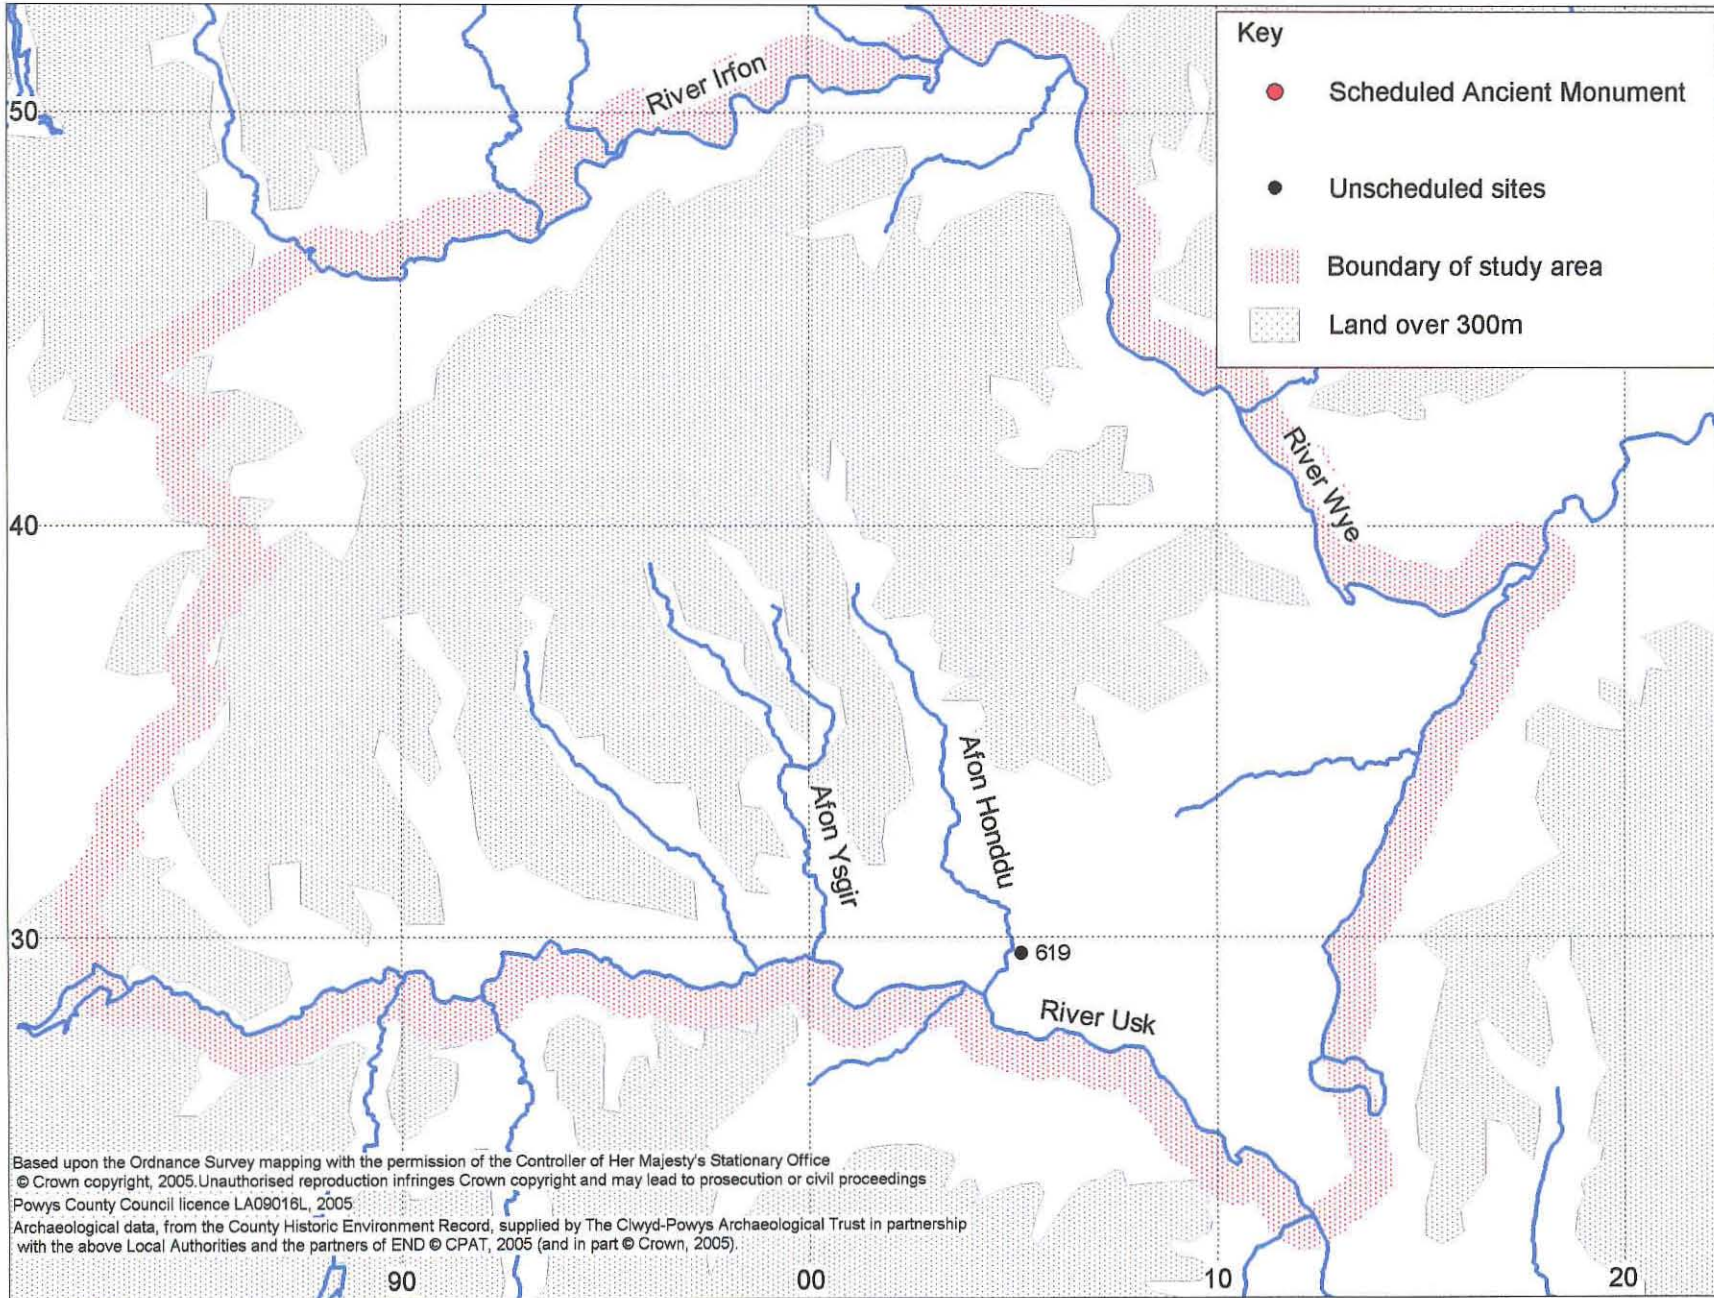 Key
Scheduled Ancient Monument
Unscheduled sites
Boundary of study area
Land over 300m
River Irfon
50
River Wye
40
Afon Honddu
Afon Ysgir
30
619
River Usk
Based upon the Ordnance Survey mapping with the permission of the Controller of Her Majesty's Stationary Office
© Crown copyright, 2005.Unauthorised reproduction infringes Crown copyright and may lead to prosecution or civil proceedings
Powys County Council licence LA09016L, 2005
Archaeological data, from the County Historic Environment Record, supplied by The Clwyd-Powys Archaeological Trust in partnership
with the above Local Authorities and the partners of END © CPAT, 2005 (and in part © Crown, 2005).
90
00
10
20